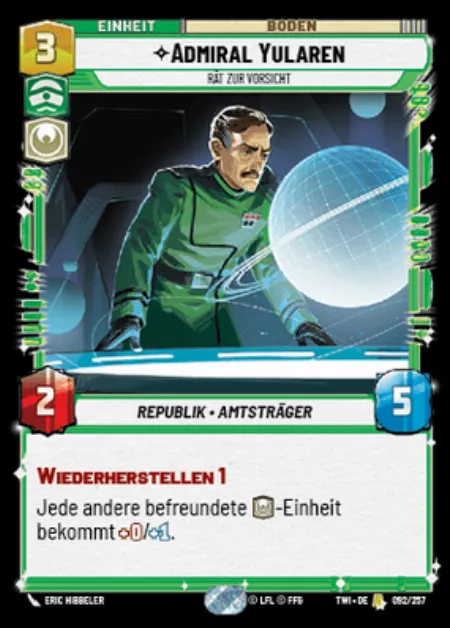 EINHEIT
BODEN
3
ADMIRAL YULAREN
RÄT ZUR VORSICHT
2
REPUBLIK • AMTSTRÄGER
5
WIEDERHERSTELLEN 1
Jede andere befreundete -Einheit
bekommt +0/+1.
ERIC HIBBELER
© LFL © FFG
TWI • DE
092/257